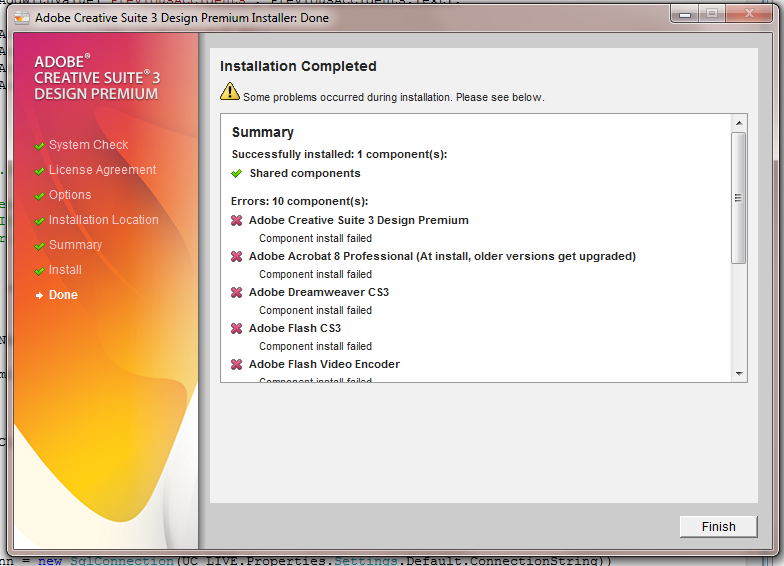 Adobe Creative Suite 3 Design Premium Installer: Done
ADOBE®
CREATIVE SUITE® 3
DESIGN PREMIUM
System Check
License Agreement
Options
Installation Location
Summary
Install
Done
Installation Completed
Some problems occurred during installation. Please see below.
Summary
Successfully installed: 1 component(s):
Shared components
Errors: 10 component(s):
Adobe Creative Suite 3 Design Premium
Component install failed
Adobe Acrobat 8 Professional (At install, older versions get upgraded)
Component install failed
Adobe Dreamweaver CS3
Component install failed
Adobe Flash CS3
Component install failed
Adobe Flash Video Encoder
Component install failed
Finish
nn = new SqlConnection(UC_LIVE.Properties.Settings.Default.ConnectionString))